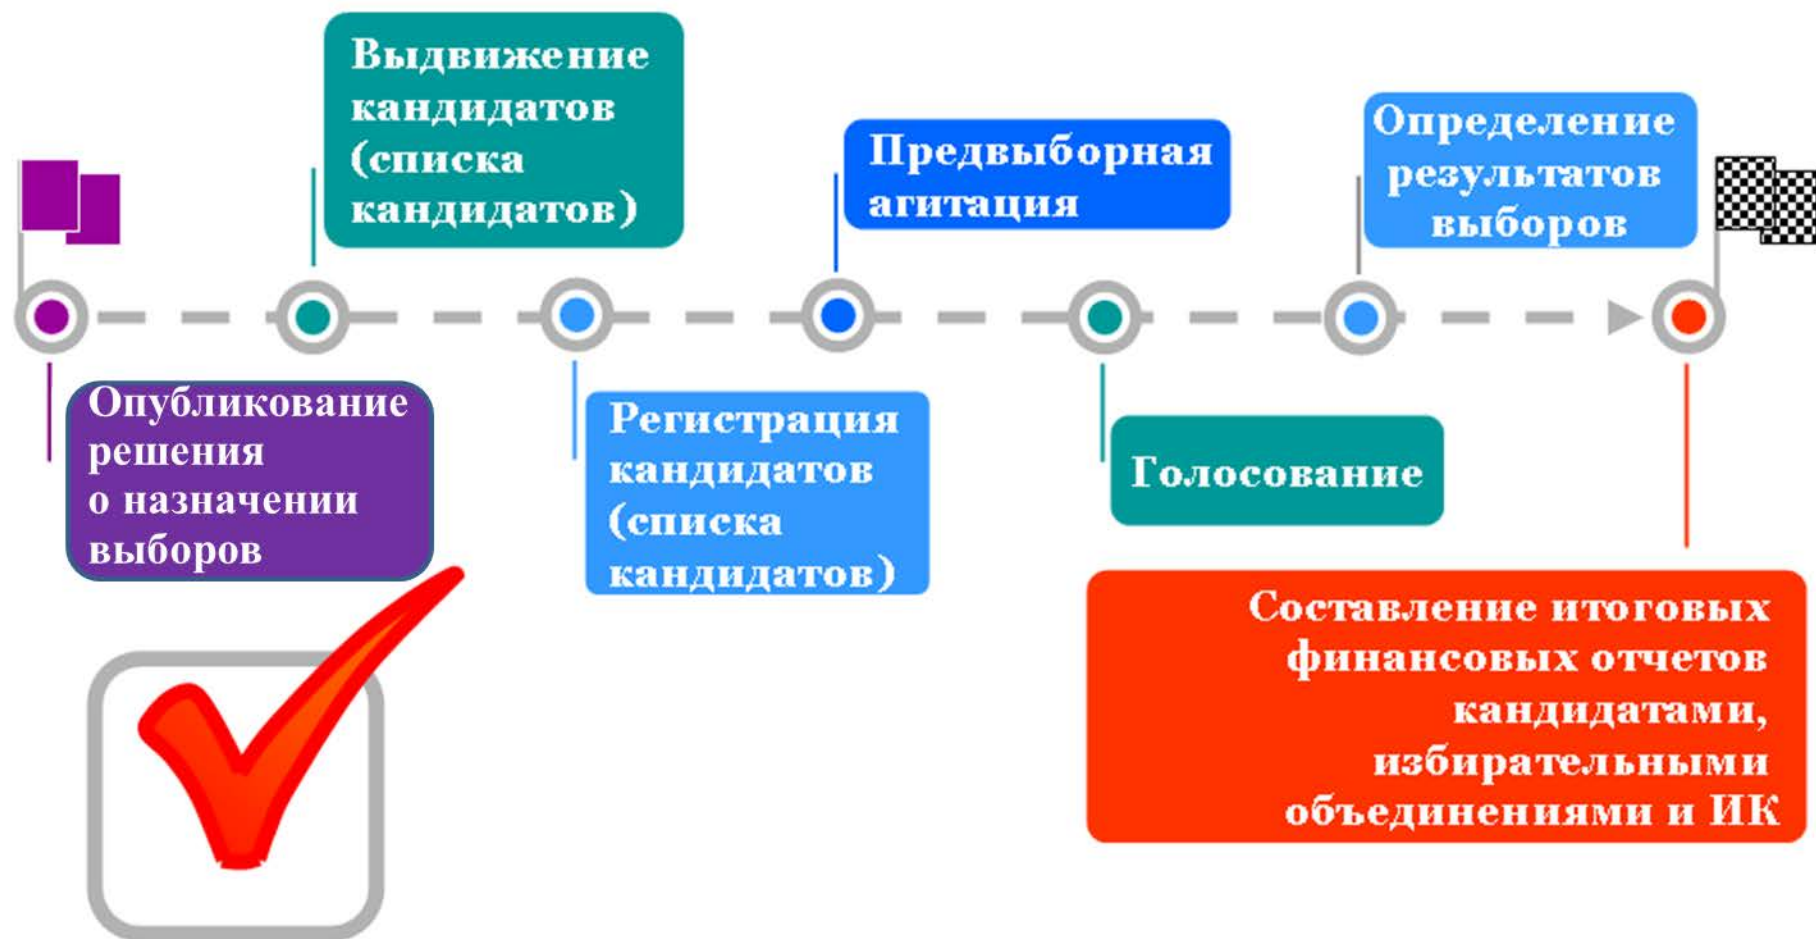 Опубликование
решения
о назначении
выборов
Выдвижение
кандидатов
(списка
кандидатов)
Регистрация
кандидатов
(списка
кандидатов)
Предвыборная
агитация
Голосование
Определение
результатов
выборов
Составление итоговых
финансовых отчетов
кандидатами,
избирательными
объединениями и ИК